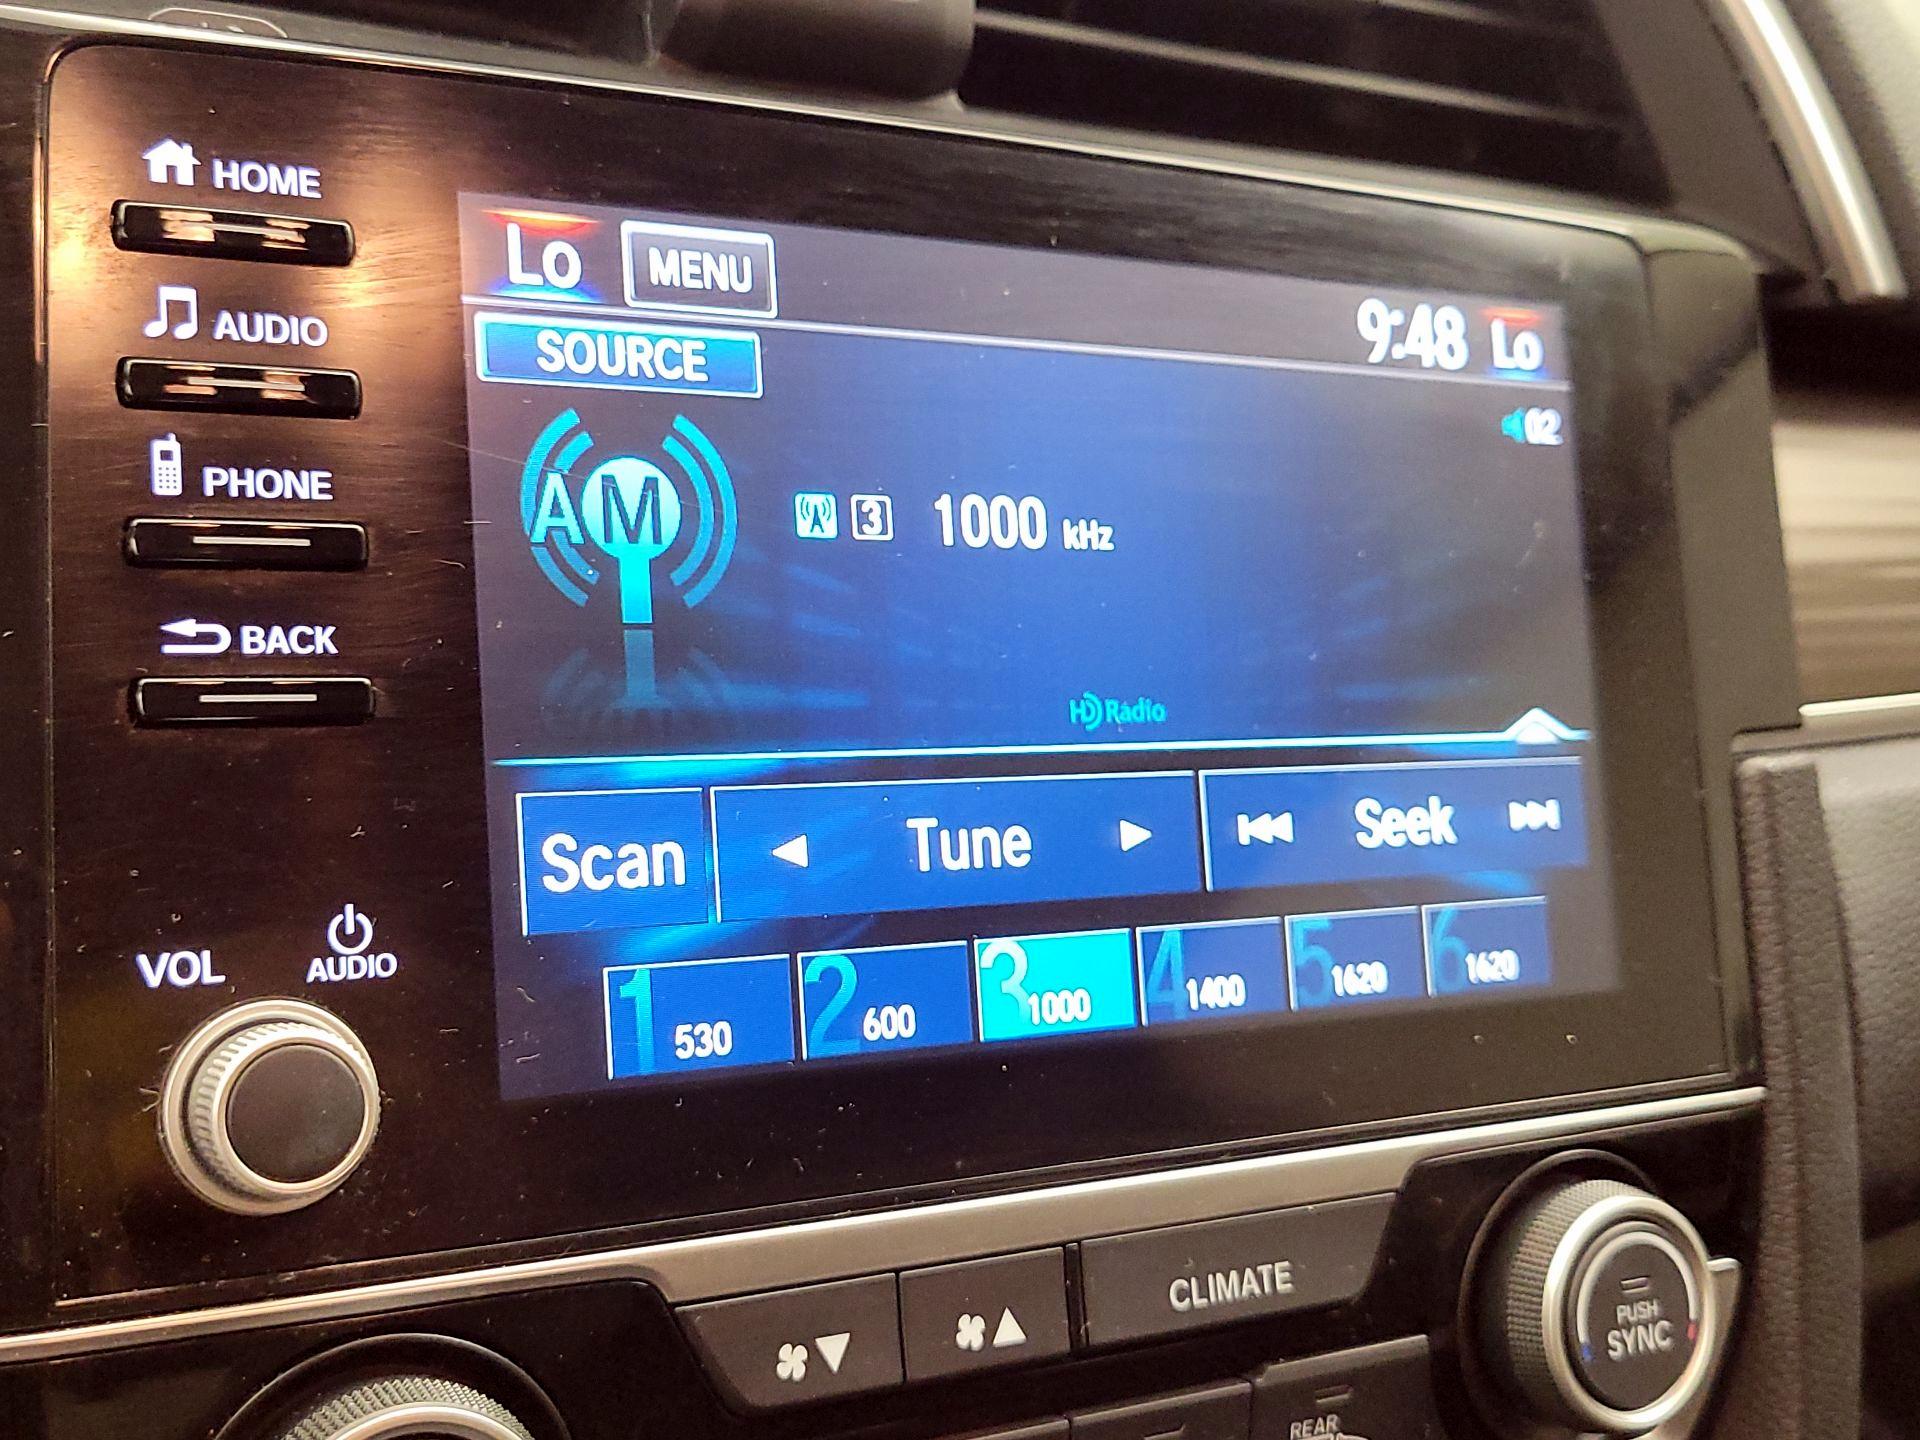 HOME
AUDIO
PHONE
BACK
VOL
AUDIO
Lo
MENU
9:48
Lo
SOURCE
02
AM
3
1000 kHz
HD Radio
Scan
Tune
Seek
1
530
2
600
3
1000
4
1400
5
1620
6
1620
CLIMATE
PUSH
SYNC
REAR